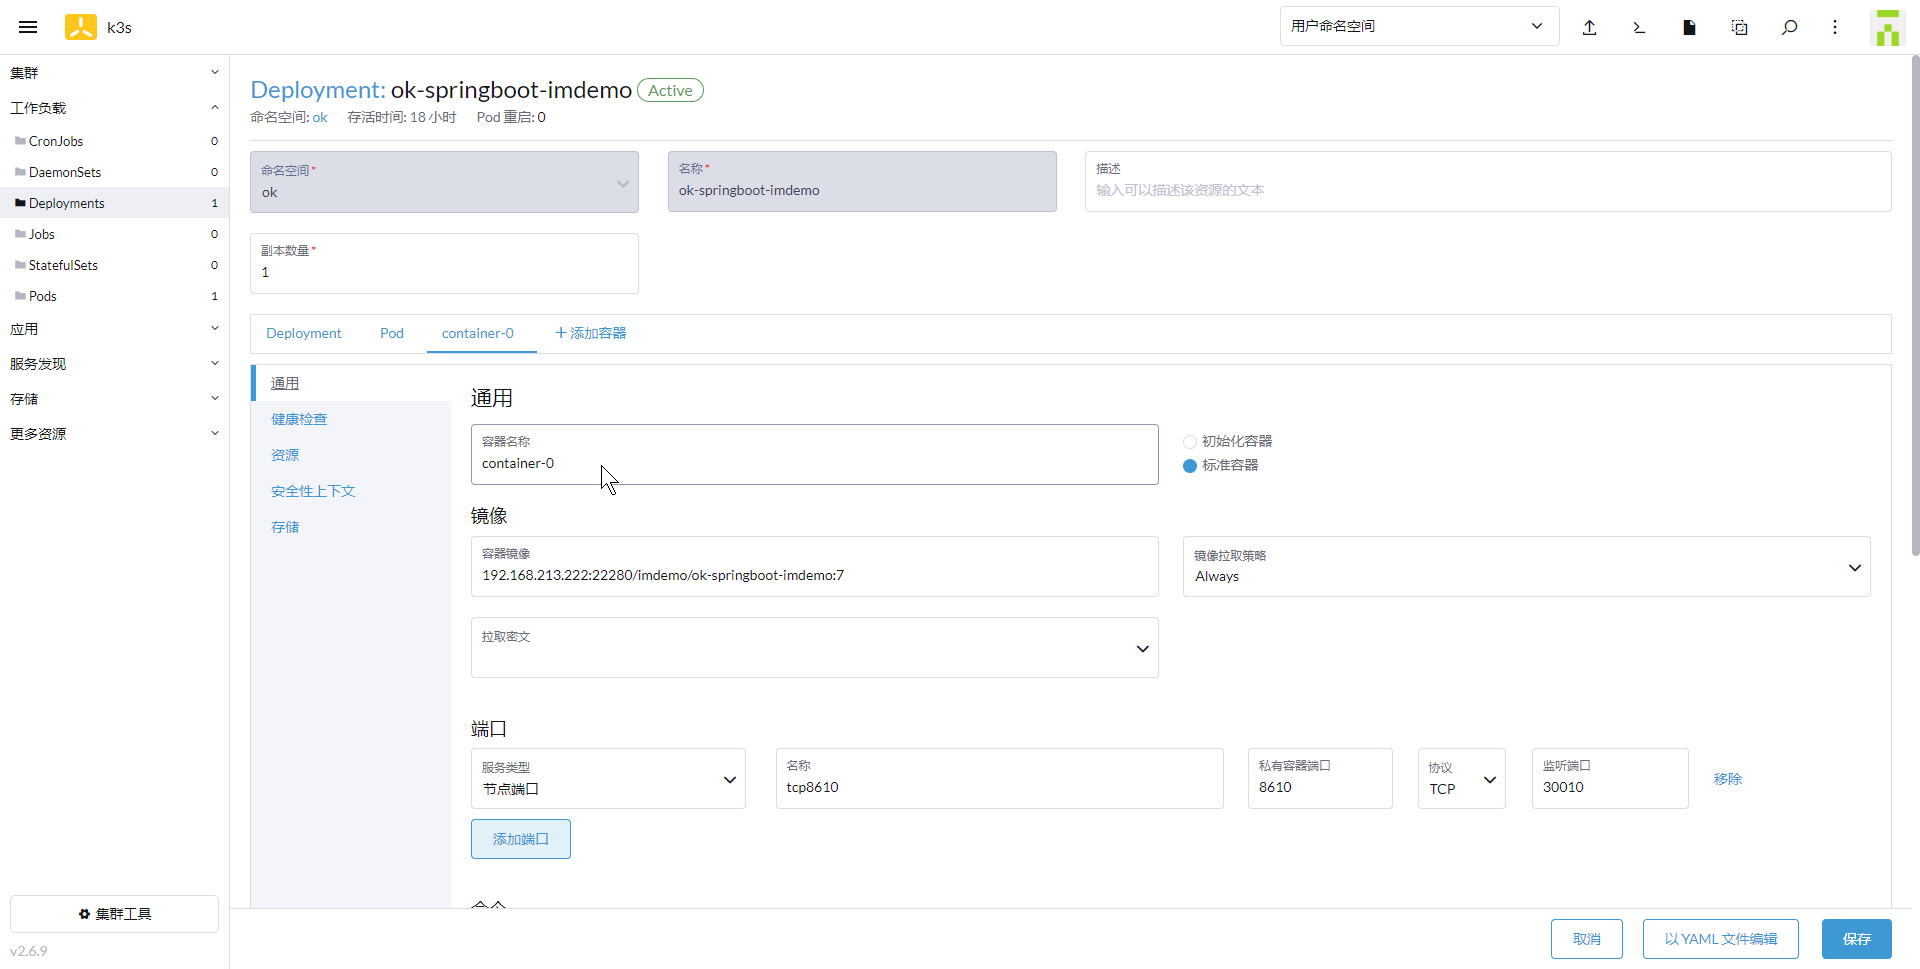 k3s
用户命名空间
集群
工作负载
CronJobs 0
DaemonSets 0
Deployments 1
Jobs 0
StatefulSets 0
Pods 1
应用
服务发现
存储
更多资源
集群工具
v2.6.9
Deployment: ok-springboot-imdemo Active
命名空间: ok 存活时间: 18 小时 Pod 重启: 0
命名空间*
ok
名称*
ok-springboot-imdemo
描述
输入可以描述该资源的文本
副本数量*
1
Deployment Pod container-0 添加容器
通用
健康检查
资源
安全性上下文
存储
通用
容器名称
container-0
初始化容器
标准容器
镜像
容器镜像
192.168.213.222:22280/imdemo/ok-springboot-imdemo:7
镜像拉取策略
Always
拉取密文
端口
服务类型
节点端口
名称
tcp8610
私有容器端口
8610
协议
TCP
监听端口
30010
移除
添加端口
取消
以 YAML 文件编辑
保存